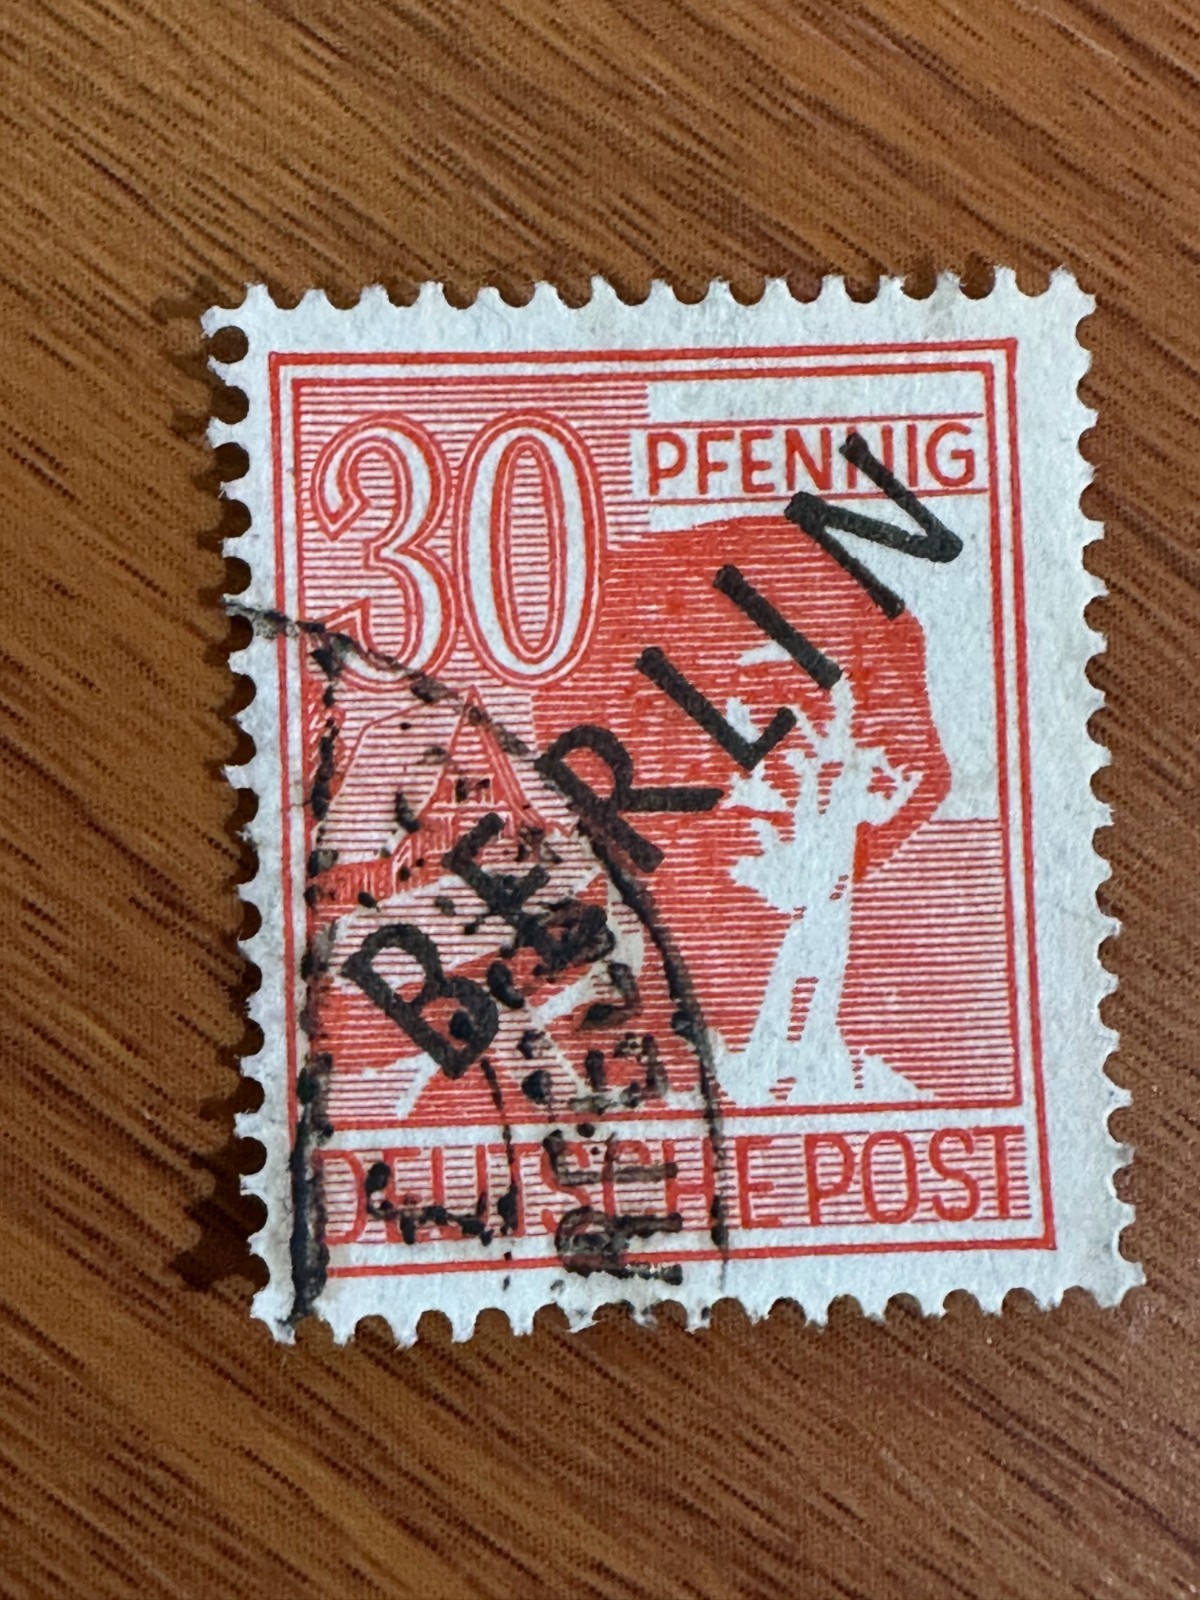 30 PFENNIG
BERLIN
DEUTSCHE POST